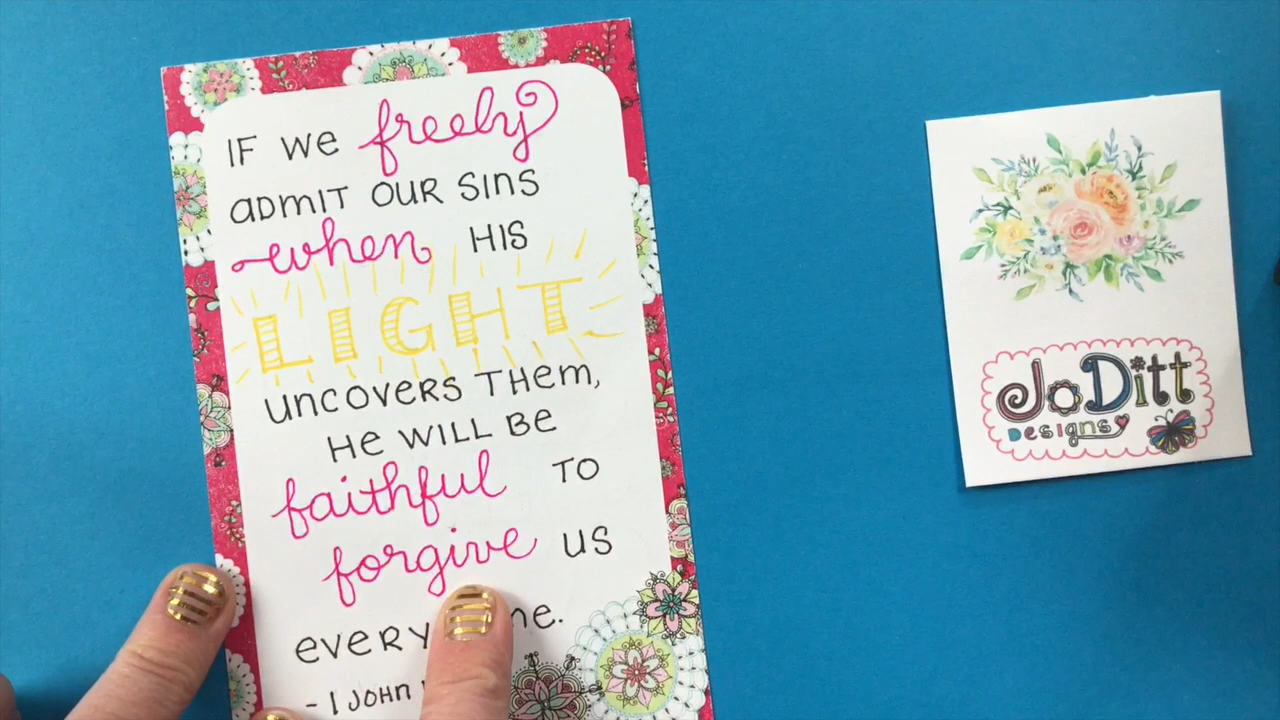 IF we freely
ADMIT OUR SINS
when HIS
LIGHT
UNCOVERS THEM,
HE WILL BE
faithful TO
forgive US
- 1 JOHN
JoDitt
Designs